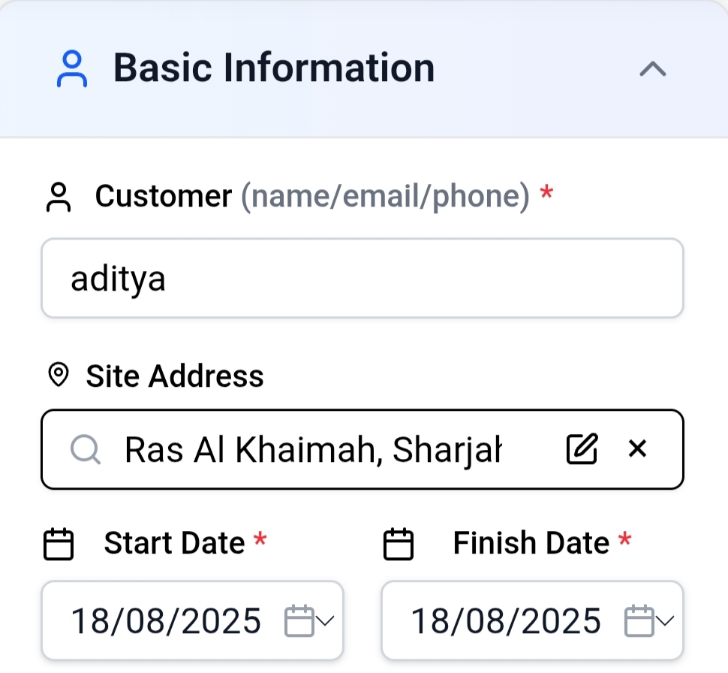 Basic Information
Customer (name/email/phone) *
aditya
Site Address
Ras Al Khaimah, Sharjah
Start Date * Finish Date *
18/08/2025 18/08/2025